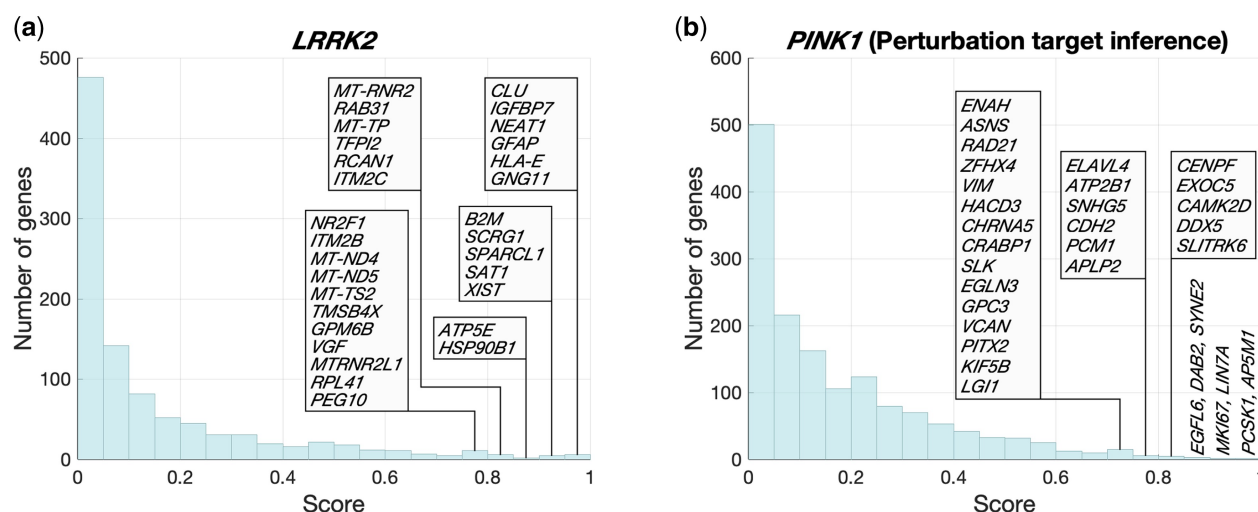 (a)
LRRK2
Number of genes
500
400
300
200
100
0
MT-RNR2
RAB31
MT-TP
TFPI2
RCAN1
ITM2C
CLU
IGFBP7
NEAT1
GFAP
HLA-E
GNG11
NR2F1
ITM2B
MT-ND4
MT-ND5
MT-TS2
TMSB4X
GPM6B
VGF
MTRNR2L1
RPL41
PEG10
B2M
SCRG1
SPARCL1
SAT1
XIST
ATP5E
HSP90B1
0 0.2 0.4 0.6 0.8 1
Score
(b)
PINK1 (Perturbation target inference)
Number of genes
600
500
400
300
200
100
0
ENAH
ASNS
RAD21
ZFHX4
VIM
HACD3
CHRNA5
CRABP1
SLK
EGLN3
GPC3
VCAN
PITX2
KIF5B
LGI1
ELAVL4
ATP2B1
SNHG5
CDH2
PCM1
APLP2
CENPF
EXOC5
CAMK2D
DDX5
SLITRK6
EGFL6, DAB2, SYNE2
MKI67, LIN7A
PCSK1, AP5M1
0 0.2 0.4 0.6 0.8
Score